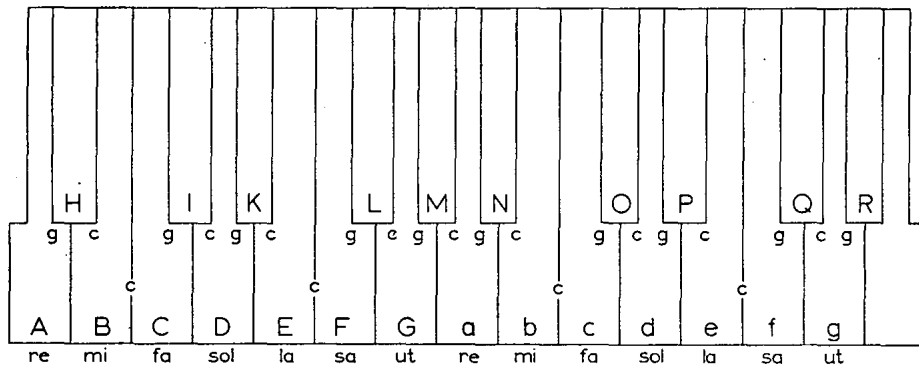 H I K L M N O P Q R
g c g c g c g e g c g c g c g c g c g
c c c c
A B C D E F G a b c d e f g
re mi fa sol la sa ut re mi fa sol la sa ut